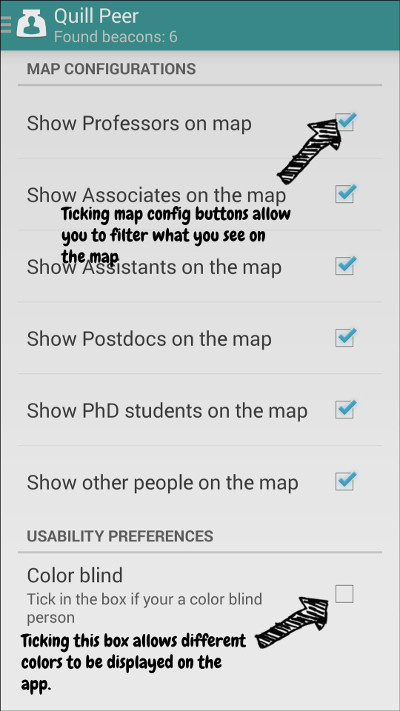 Quill Peer
Found beacons: 6
MAP CONFIGURATIONS
Show Professors on map
Show Associates on the map
Ticking map config buttons allow
you to filter what you see on
the map
Show Assistants on the map
Show Postdocs on the map
Show PhD students on the map
Show other people on the map
USABILITY PREFERENCES
Color blind
Tick in the box if your a color blind
person
Ticking this box allows different
colors to be displayed on the
app.